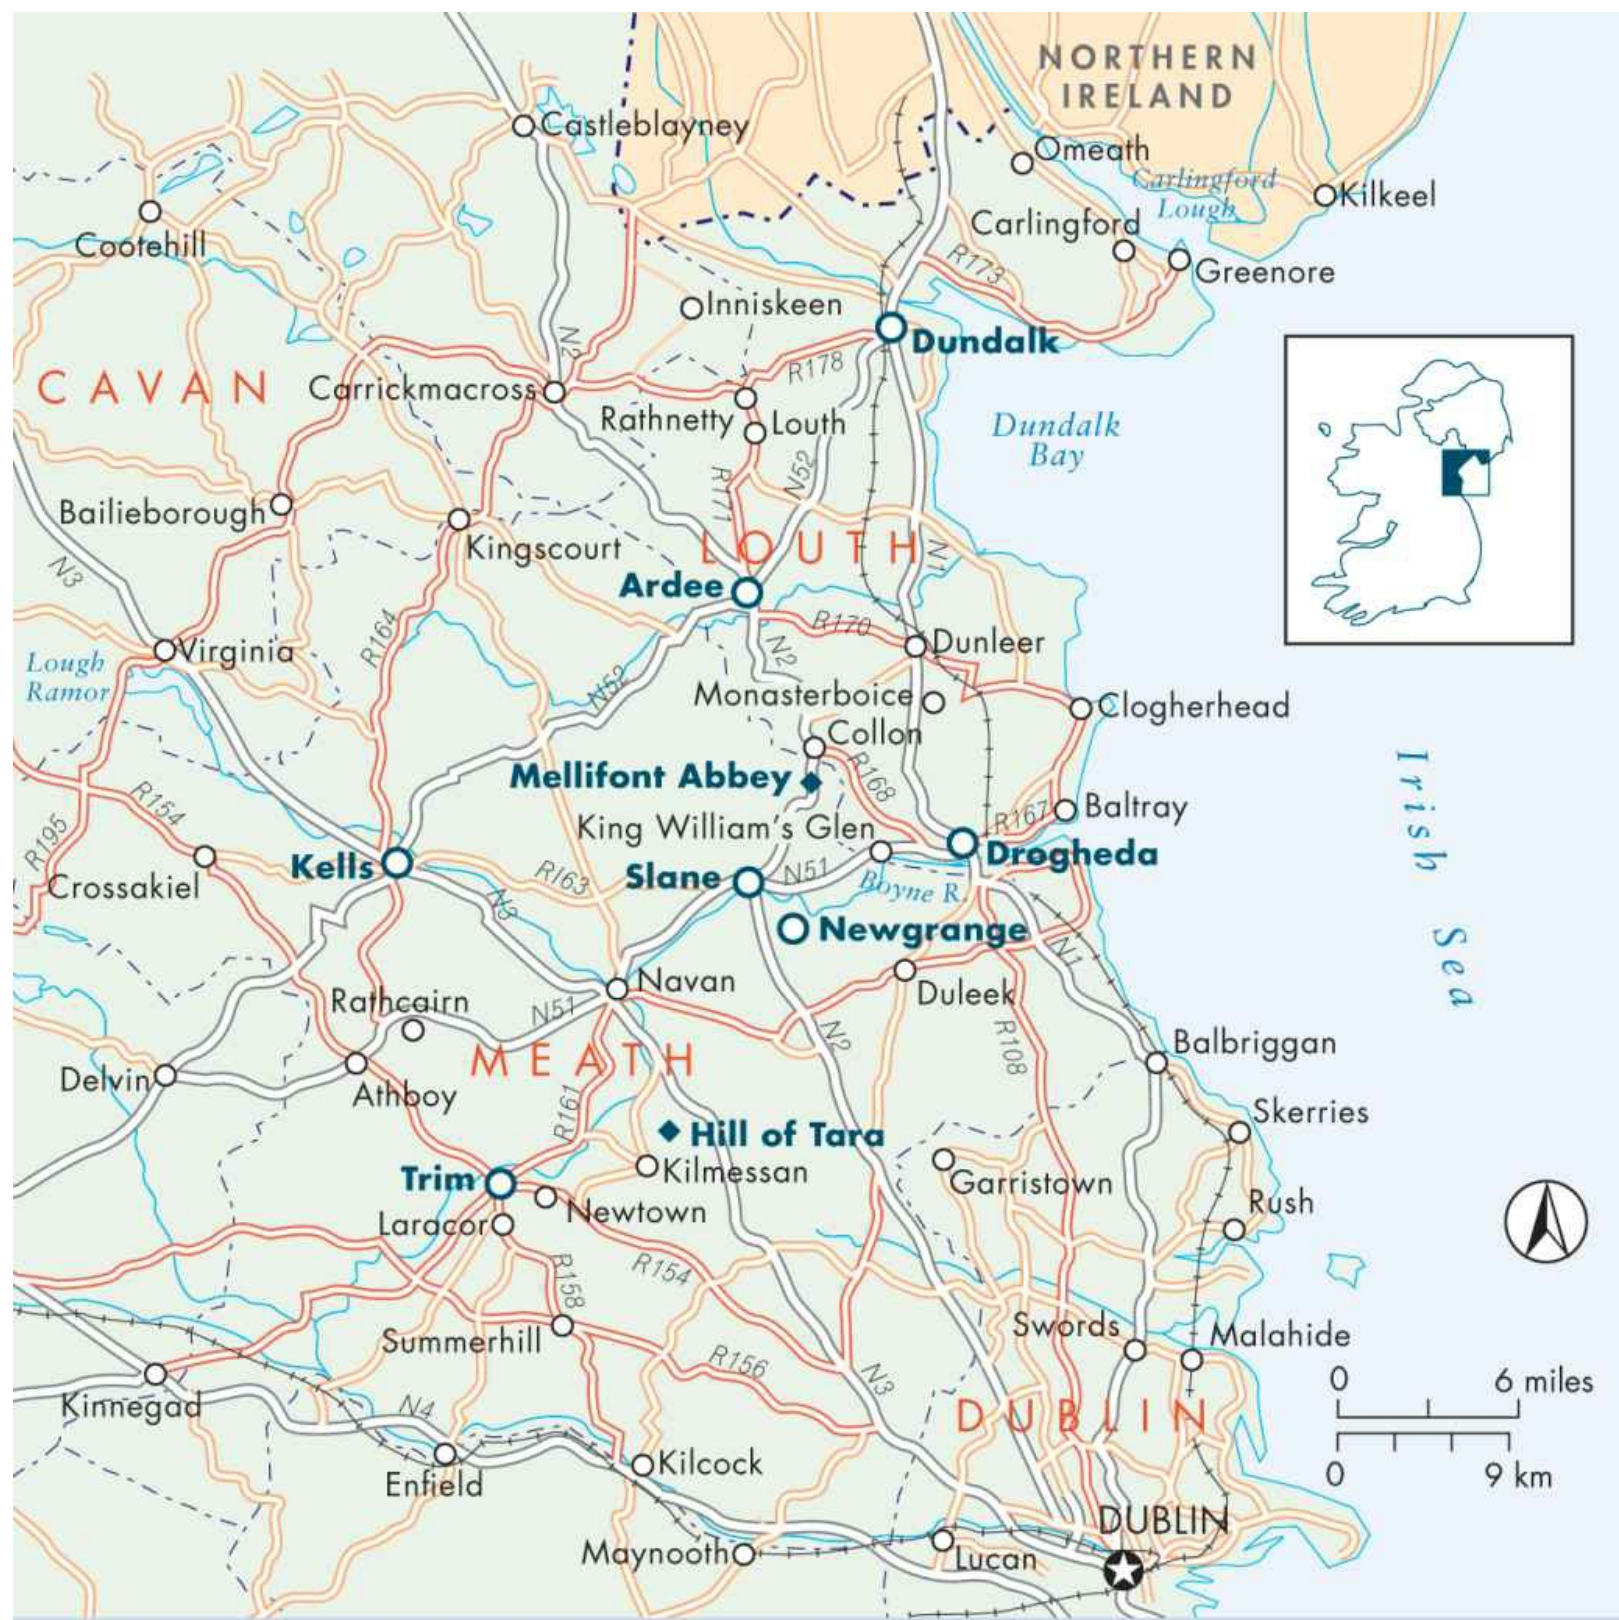 NORTHERN
IRELAND
Castleblayney
Omeath
Carlingford
Lough
Kilkeel
Cootehill
Carlingford
R173
Greenore
Inniskeen
N2
Dundalk
R178
CAVAN
Carrickmacross
Rathnetty
Louth
Dundalk
Bay
N52
R171
Bailieborough
Kingscourt
LOUTH
N1
N3
Ardee
R164
R170
Dunleer
N2
Virginia
Lough
Ramor
N52
Monasterboice
Clogherhead
Collon
Mellifont Abbey
R168
Irish Sea
R154
R195
King William's Glen
R167
Baltray
Drogheda
Kells
R163
Slane
N51
Boyne R.
Crossakiel
N3
Newgrange
N1
Navan
Duleek
Rathcairn
N51
N2
R108
MEATH
Balbriggan
Delvin
Athboy
R161
Skerries
Hill of Tara
Kilmessan
Trim
Garristown
Newtown
Rush
Laracor
R158
R154
Summerhill
Swords
Malahide
R156
N3
0
6 miles
Kinnegad
N4
DUBLIN
Kilcock
0
9 km
Enfield
DUBLIN
Maynooth
Lucan